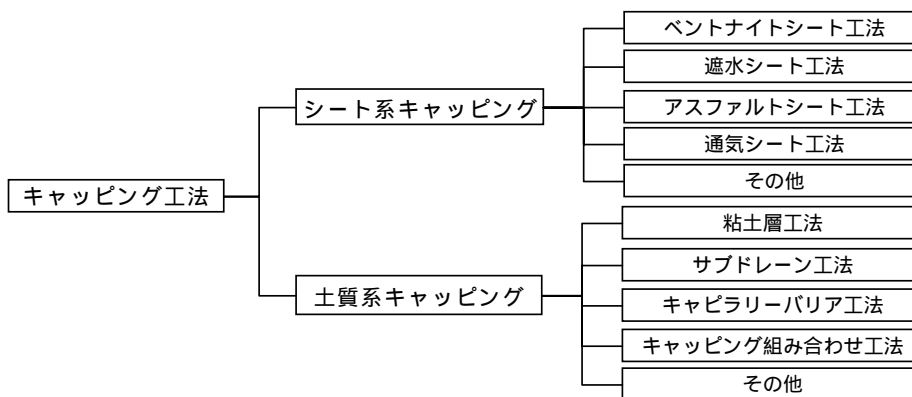 キャッピング工法
シート系キャッピング
ベントナイトシート工法
遮水シート工法
アスファルトシート工法
通気シート工法
その他
土質系キャッピング
粘土層工法
サブドレーン工法
キャピラリーバリア工法
キャッピング組み合わせ工法
その他